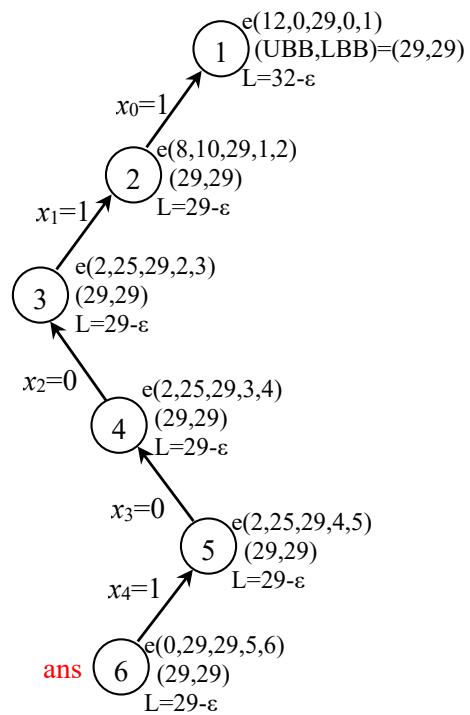 e(12,0,29,0,1)
1 (UBB,LBB)=(29,29)
L=32-ε
x₀=1
e(8,10,29,1,2)
2 (29,29)
L=29-ε
x₁=1
e(2,25,29,2,3)
3 (29,29)
L=29-ε
x₂=0
e(2,25,29,3,4)
4 (29,29)
L=29-ε
x₃=0
e(2,25,29,4,5)
5 (29,29)
L=29-ε
x₄=1
e(0,29,29,5,6)
ans 6 (29,29)
L=29-ε